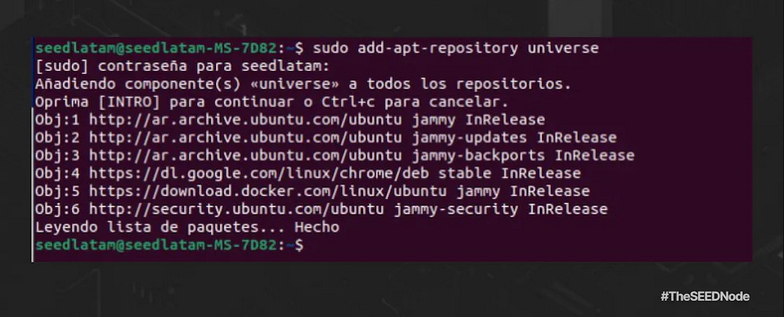 seedlatam@seedlatam-MS-7D82:~$ sudo add-apt-repository universe
[sudo] contraseña para seedlatam:
Añadiendo componente(s) «universe» a todos los repositorios.
Oprima [INTRO] para continuar o Ctrl+c para cancelar.
Obj:1 http://ar.archive.ubuntu.com/ubuntu jammy InRelease
Obj:2 http://ar.archive.ubuntu.com/ubuntu jammy-updates InRelease
Obj:3 http://ar.archive.ubuntu.com/ubuntu jammy-backports InRelease
Obj:4 https://dl.google.com/linux/chrome/deb stable InRelease
Obj:5 https://download.docker.com/linux/ubuntu jammy InRelease
Obj:6 http://security.ubuntu.com/ubuntu jammy-security InRelease
Leyendo lista de paquetes... Hecho
seedlatam@seedlatam-MS-7D82:~$
#TheSEEDNode